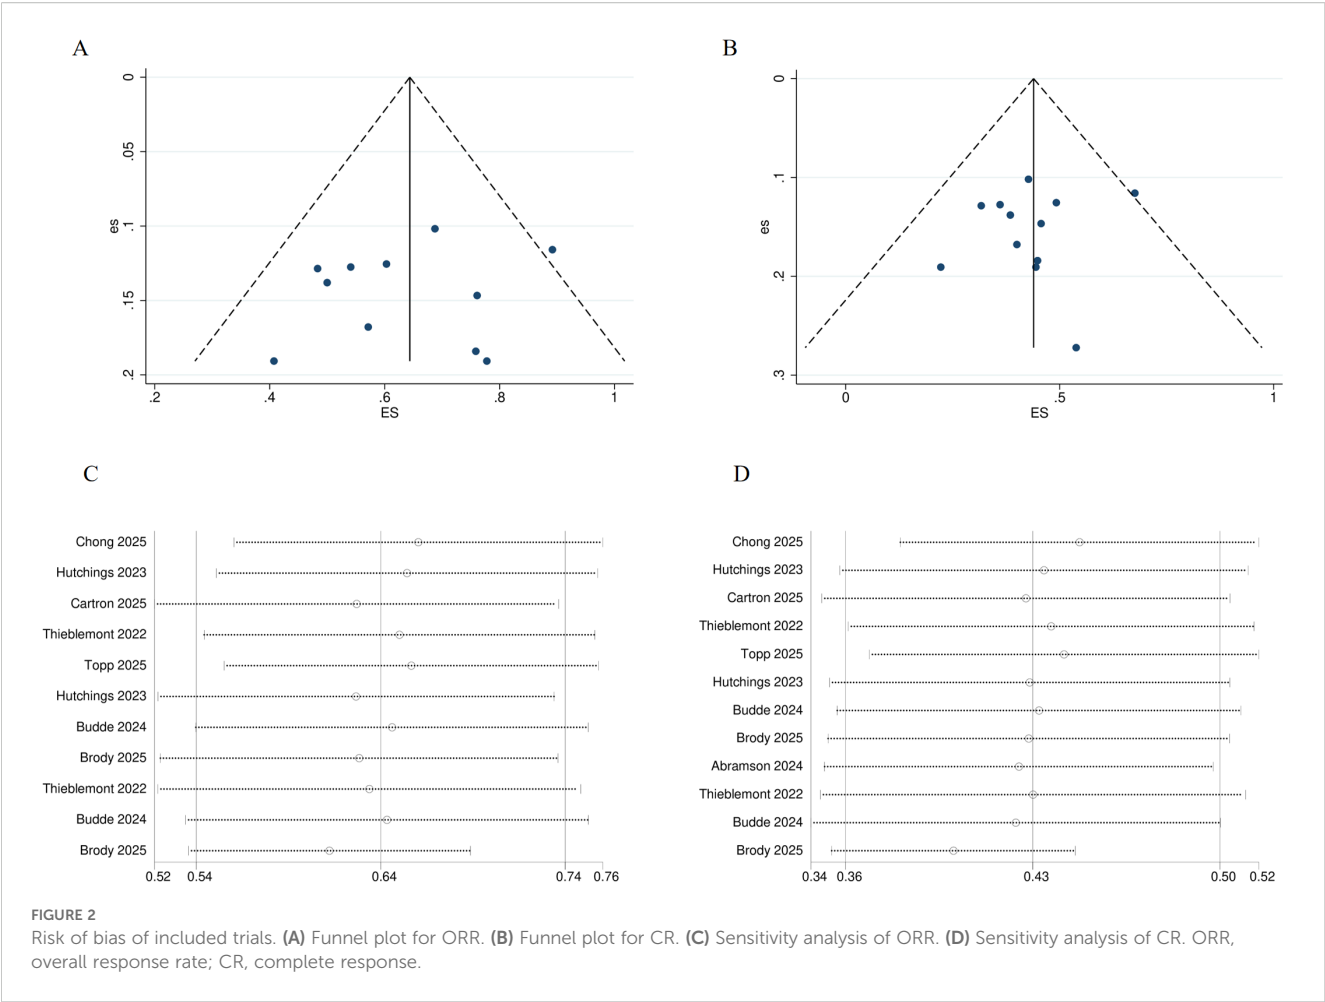 A
0
.05
.1
.15
.2
es
.2
.4
.6
.8
1
ES
B
0
.1
.2
.3
es
0
.5
1
ES
C
Chong 2025
Hutchings 2023
Cartron 2025
Thieblemont 2022
Topp 2025
Hutchings 2023
Budde 2024
Brody 2025
Thieblemont 2022
Budde 2024
Brody 2025
0.52 0.54 0.64 0.74 0.76
D
Chong 2025
Hutchings 2023
Cartron 2025
Thieblemont 2022
Topp 2025
Hutchings 2023
Budde 2024
Brody 2025
Abramson 2024
Thieblemont 2022
Budde 2024
Brody 2025
0.34 0.36 0.43 0.50 0.52
FIGURE 2
Risk of bias of included trials. (A) Funnel plot for ORR. (B) Funnel plot for CR. (C) Sensitivity analysis of ORR. (D) Sensitivity analysis of CR. ORR,
overall response rate; CR, complete response.